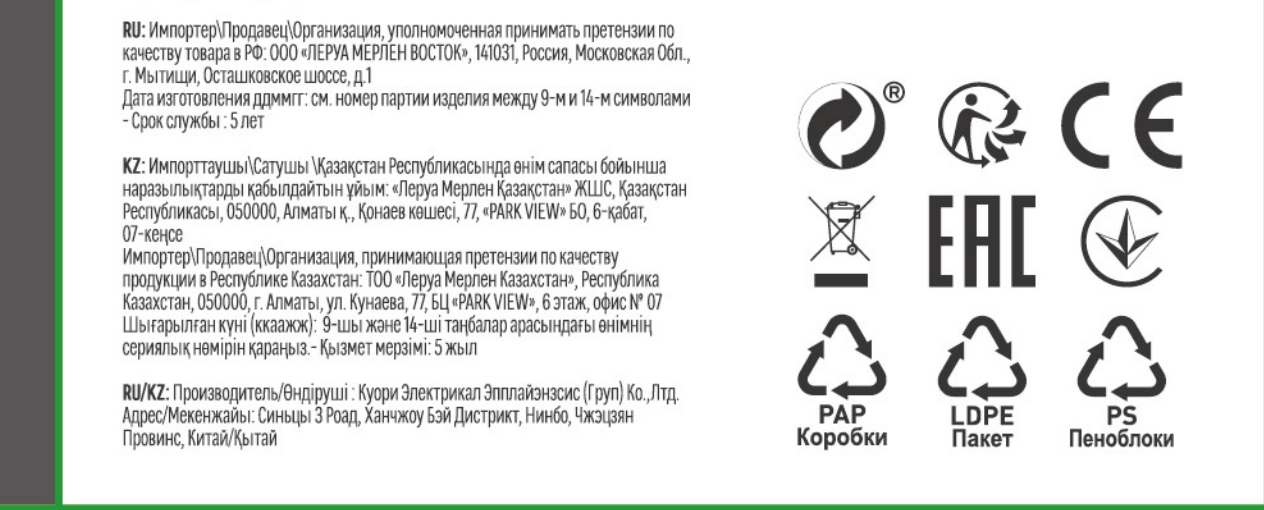 RU: Импортер\Продавец\Организация, уполномоченная принимать претензии по
качеству товара в РФ: ООО «ЛЕРУА МЕРЛЕН ВОСТОК», 141031, Россия, Московская Обл.,
г. Мытищи, Осташковское шоссе, д.1
Дата изготовления ддммгг: см. номер партии изделия между 9-м и 14-м символами
- Срок службы : 5 лет
KZ: Импорттаушы\Сатушы \Қазақстан Республикасында өнім сапасы бойынша
наразылықтарды қабылдайтын ұйым: «Леруа Мерлен Қазақстан» ЖШС, Қазақстан
Республикасы, 050000, Алматы қ., Қонаев көшесі, 77, «PARK VIEW» БО, 6-қабат,
07-кеңсе
Импортер\Продавец\Организация, принимающая претензии по качеству
продукции в Республике Казахстан: ТОО «Леруа Мерлен Казахстан», Республика
Казахстан, 050000, г. Алматы, ул. Кунаева, 77, БЦ «PARK VIEW», 6 этаж, офис № 07
Шығарылған күні (ккаажж): 9-шы және 14-ші таңбалар арасындағы өнімнің
сериялық нөмірін қараңыз.- Қызмет мерзімі: 5 жыл
RU/KZ: Производитель/Өндіруші : Куори Электрикал Эпплайэнзсис (Груп) Ко.,Лтд.
Адрес/Мекенжайы: Синьцы 3 Роад, Ханчжоу Бэй Дистрикт, Нинбо, Чжэцзян
Провинс, Китай/Қытай
®
CE
EAC
PAP
Коробки
LDPE
Пакет
PS
Пеноблоки